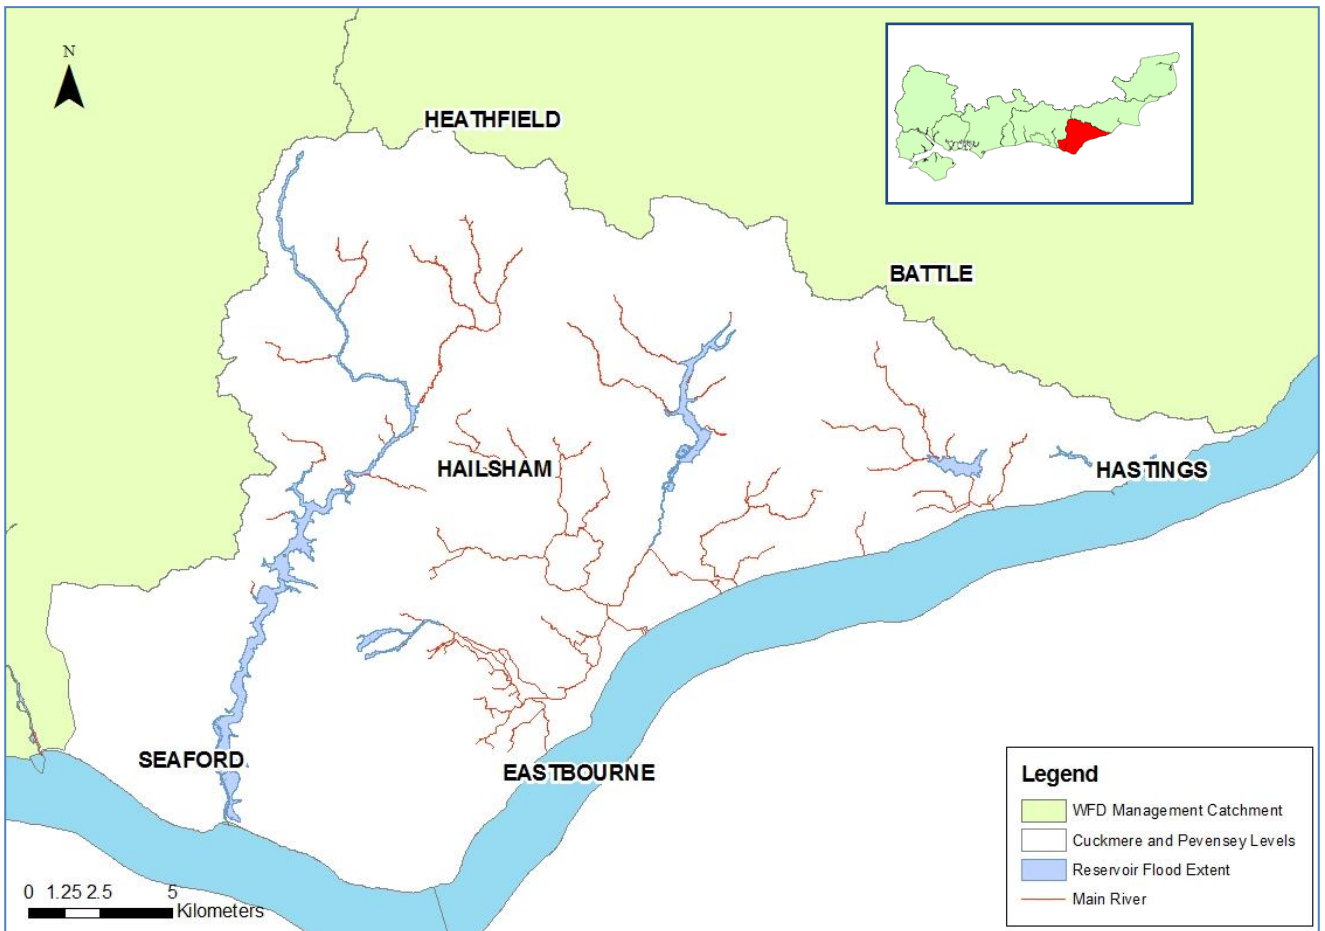 N
HEATHFIELD
BATTLE
HAILSHAM
HASTINGS
SEAFORD
EASTBOURNE
Legend
WFD Management Catchment
Cuckmere and Pevensey Levels
Reservoir Flood Extent
Main River
0 1.25 2.5 5
Kilometers